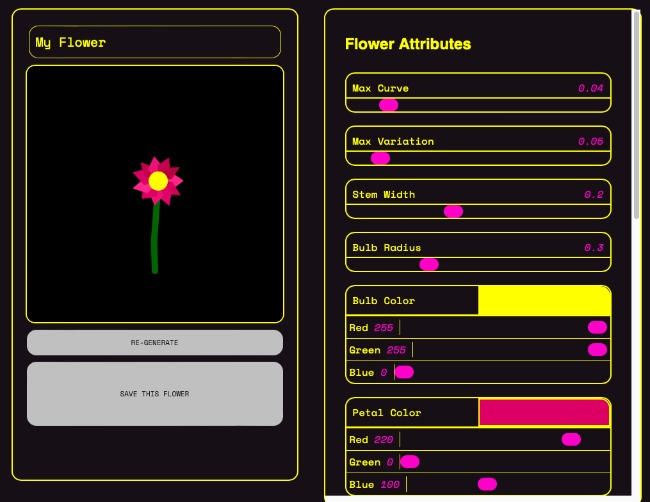 My Flower
RE-GENERATE
SAVE THIS FLOWER
Flower Attributes
Max Curve 0.04
Max Variation 0.06
Stem Width 0.2
Bulb Radius 0.3
Bulb Color
Red 255
Green 255
Blue 0
Petal Color
Red 220
Green 0
Blue 100